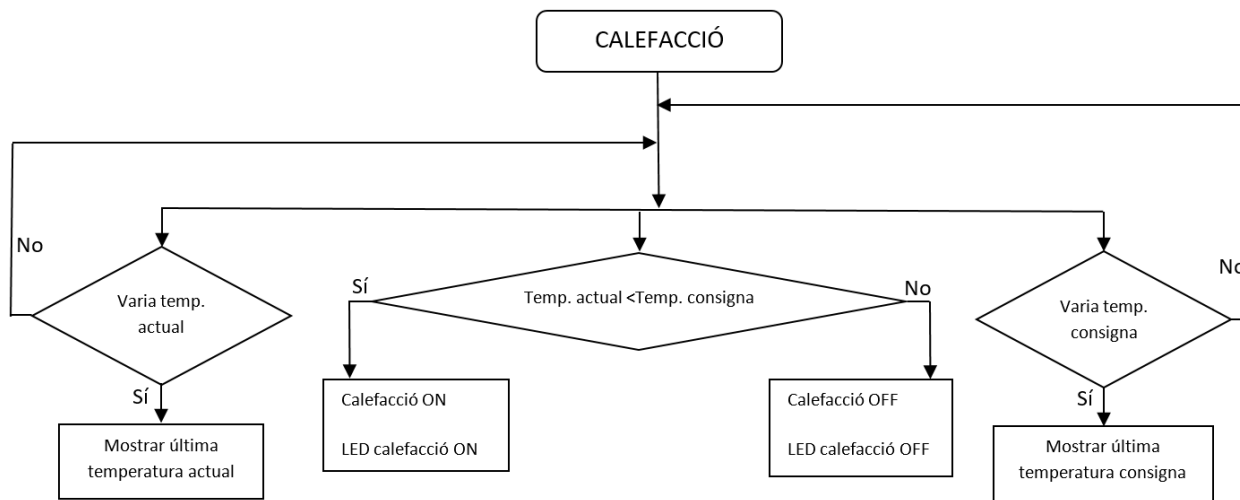 CALEFACCIÓ
No
Varia temp.
actual
Sí
Mostrar última
temperatura actual
Sí
Temp. actual <Temp. consigna
No
Calefacció ON
LED calefacció ON
Calefacció OFF
LED calefacció OFF
No
Varia temp.
consigna
Sí
Mostrar última
temperatura consigna